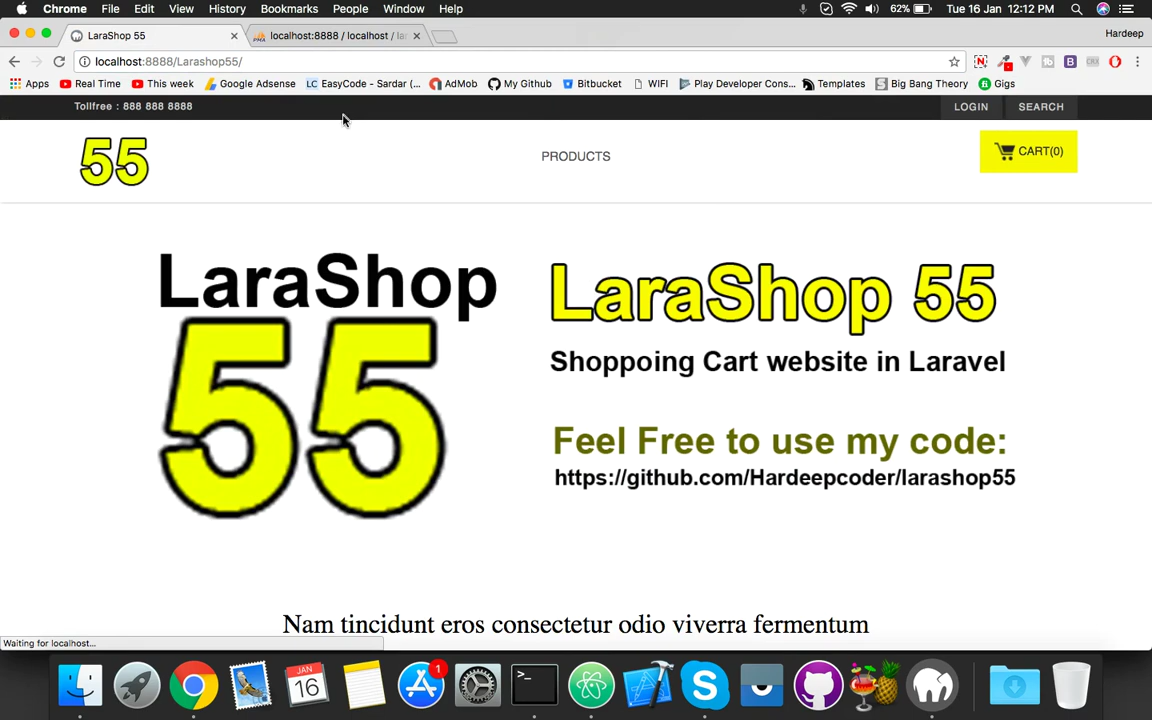 Chrome File Edit View History Bookmarks People Window Help 62% Tue 16 Jan 12:12 PM
LaraShop 55 localhost:8888 / localhost / lar Hardeep
localhost:8888/Larashop55/
Apps Real Time This week Google Adsense LC EasyCode - Sardar (... AdMob My Github Bitbucket WIFI Play Developer Cons... Templates Big Bang Theory Gigs
Tollfree : 888 888 8888 LOGIN SEARCH
55 PRODUCTS CART(0)
LaraShop
55
LaraShop 55
Shoppoing Cart website in Laravel
Feel Free to use my code:
https://github.com/Hardeepcoder/larashop55
Nam tincidunt eros consectetur odio viverra fermentum
Waiting for localhost...
JAN
16
1